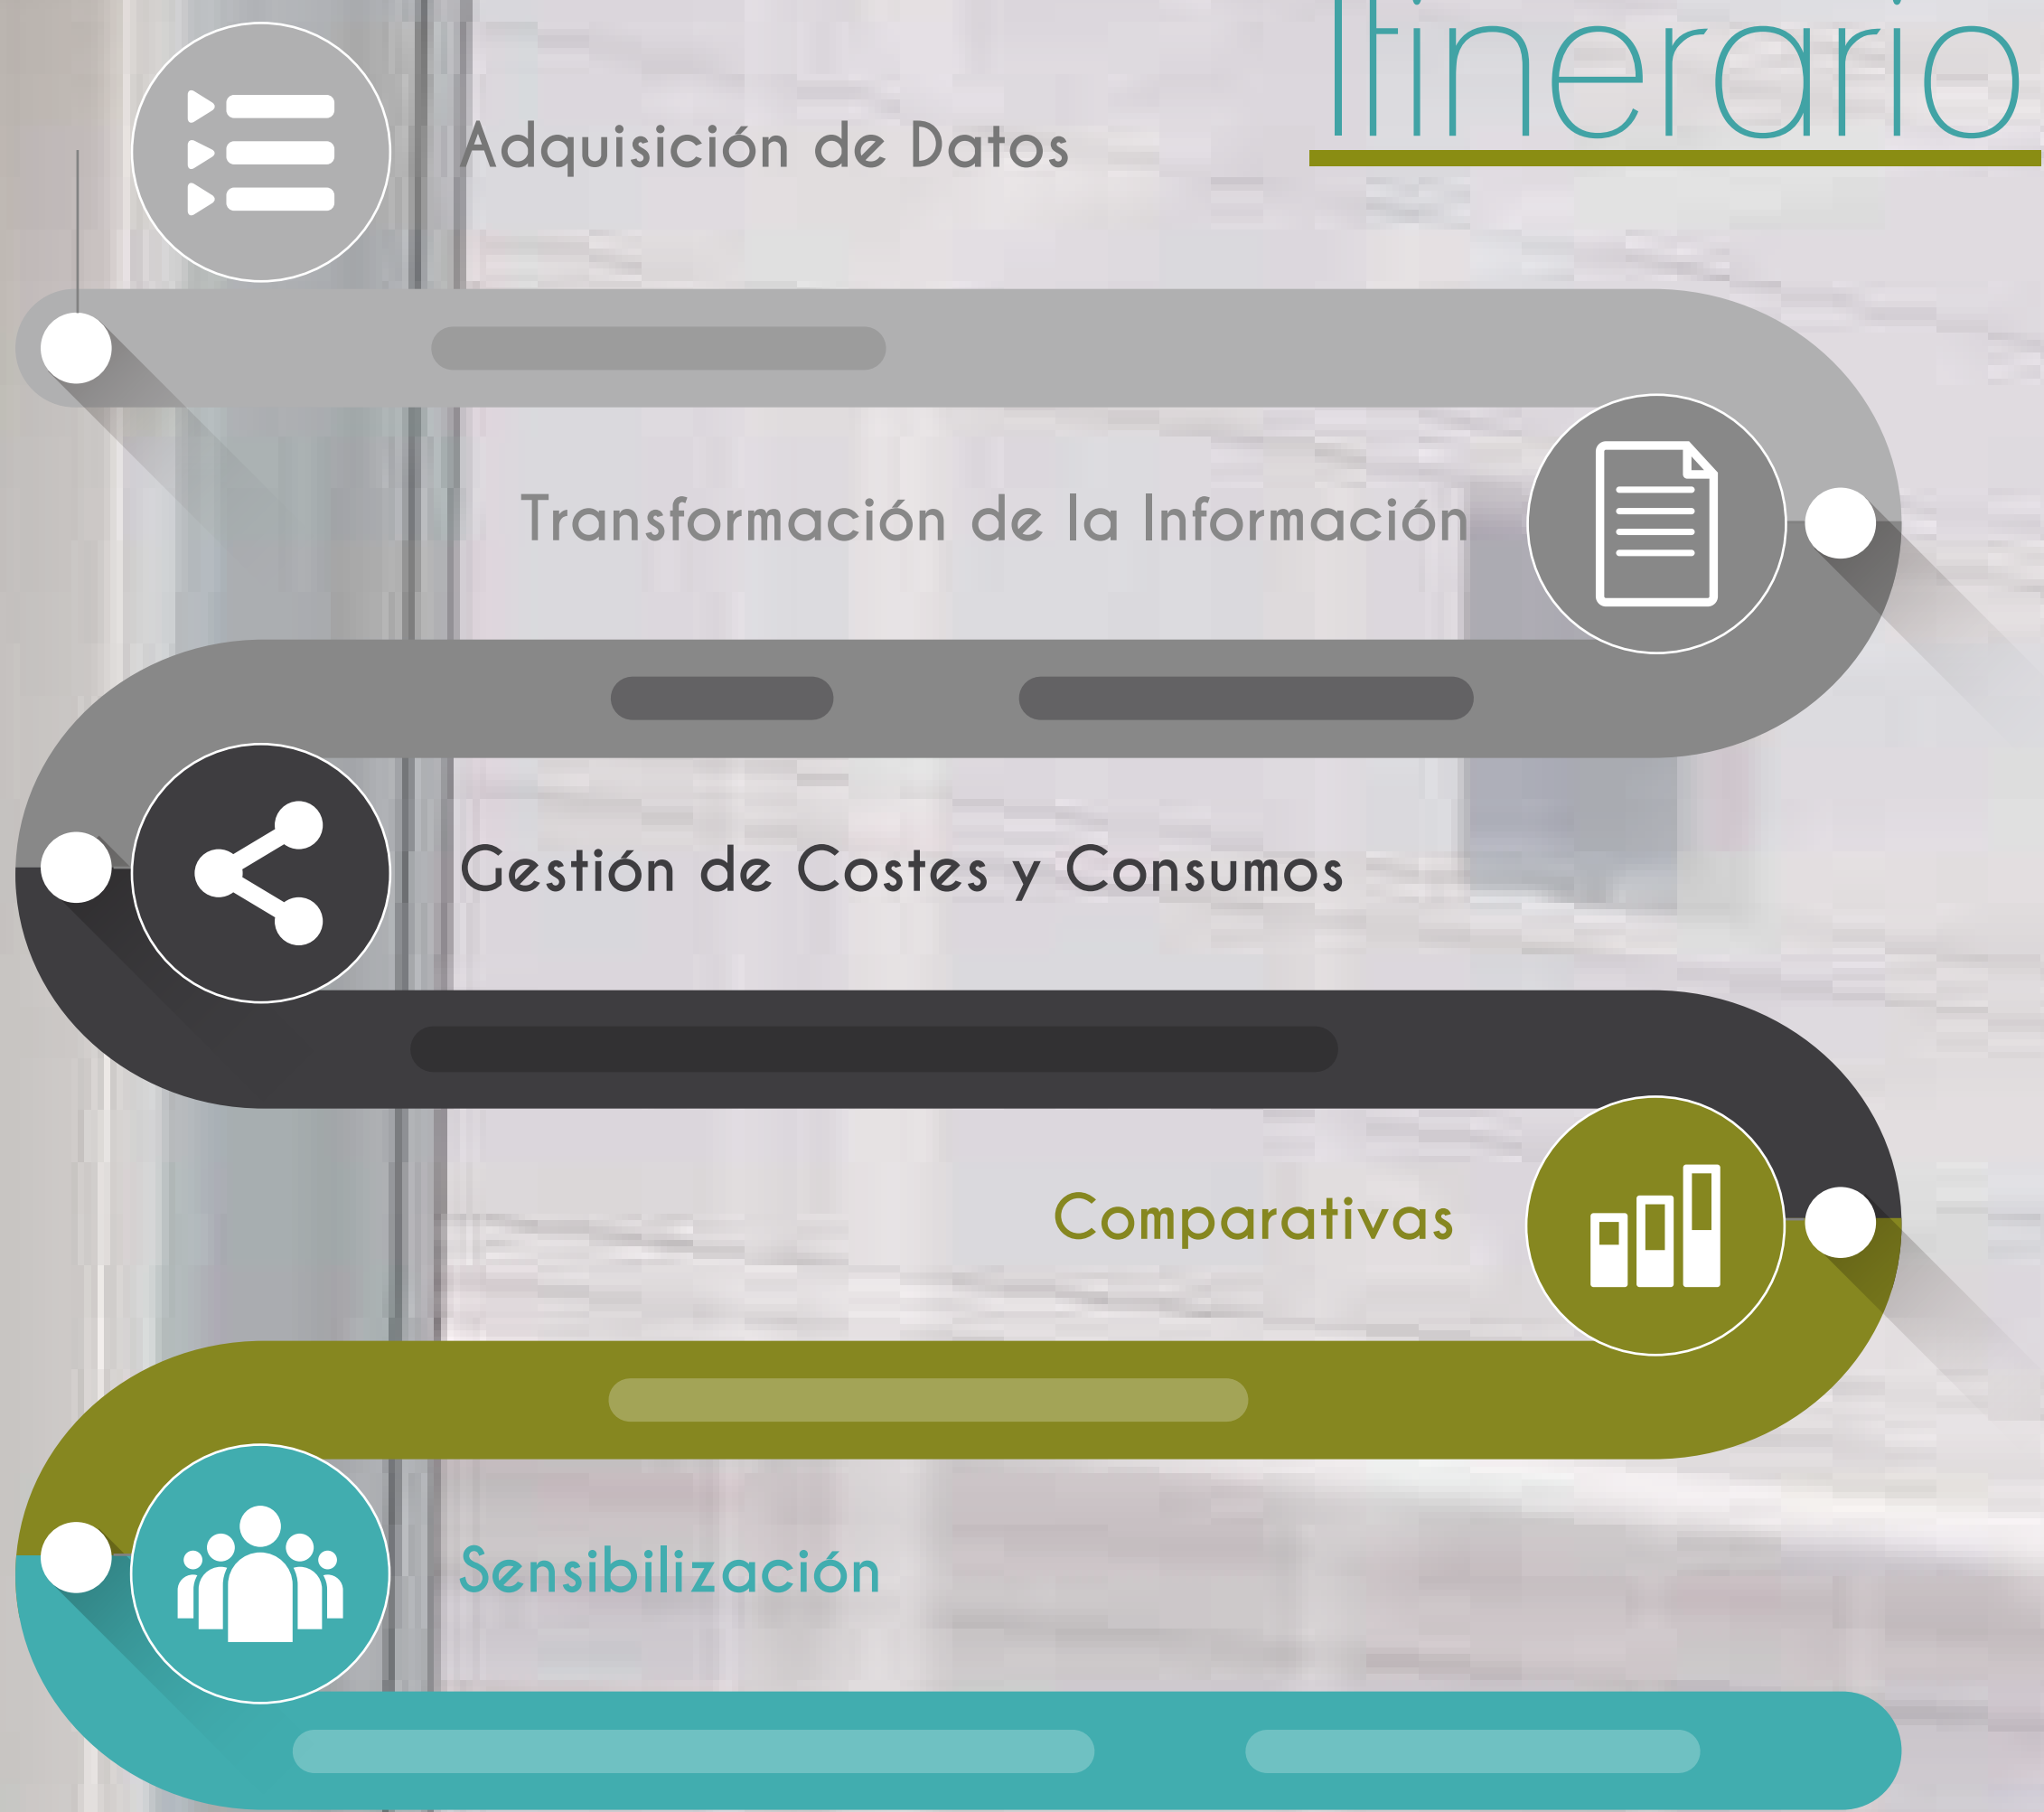 Itinerario
Adquisición de Datos
Transformación de la Información
Gestión de Costes y Consumos
Comparativas
Sensibilización